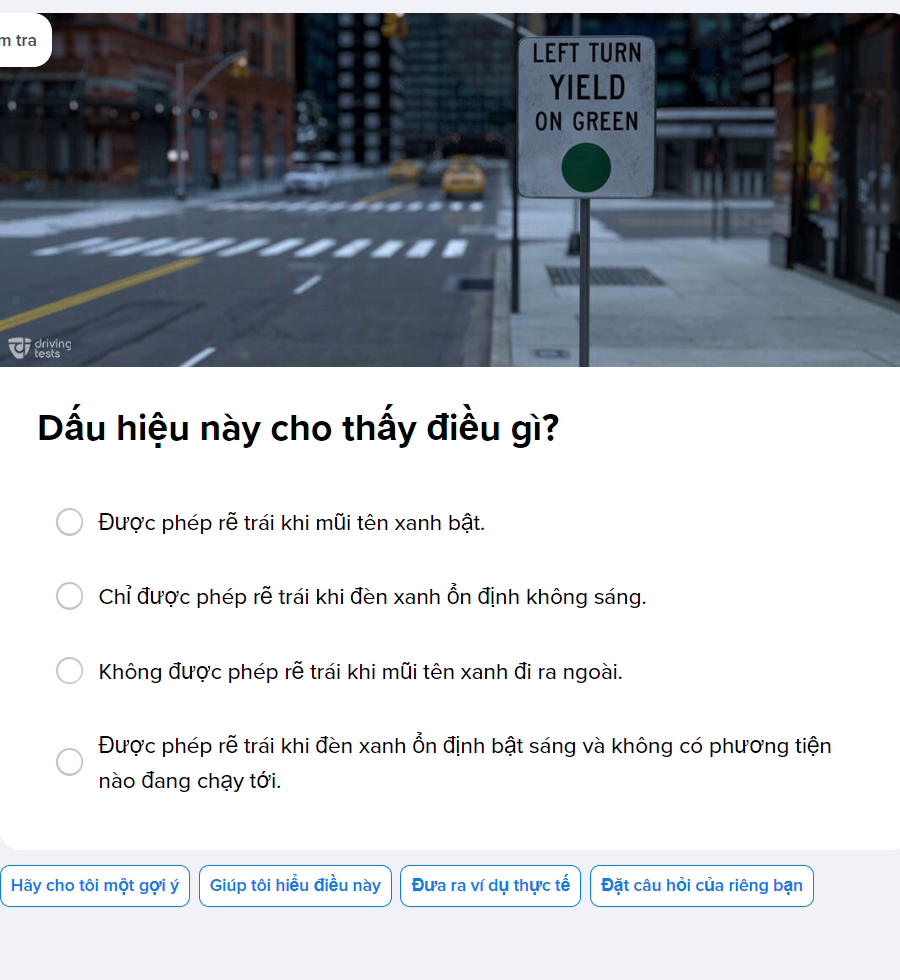 m tra
LEFT TURN
YIELD
ON GREEN
driving
tests
Dấu hiệu này cho thấy điều gì?
Được phép rẽ trái khi mũi tên xanh bật.
Chỉ được phép rẽ trái khi đèn xanh ổn định không sáng.
Không được phép rẽ trái khi mũi tên xanh đi ra ngoài.
Được phép rẽ trái khi đèn xanh ổn định bật sáng và không có phương tiện
nào đang chạy tới.
Hãy cho tôi một gợi ý
Giúp tôi hiểu điều này
Đưa ra ví dụ thực tế
Đặt câu hỏi của riêng bạn